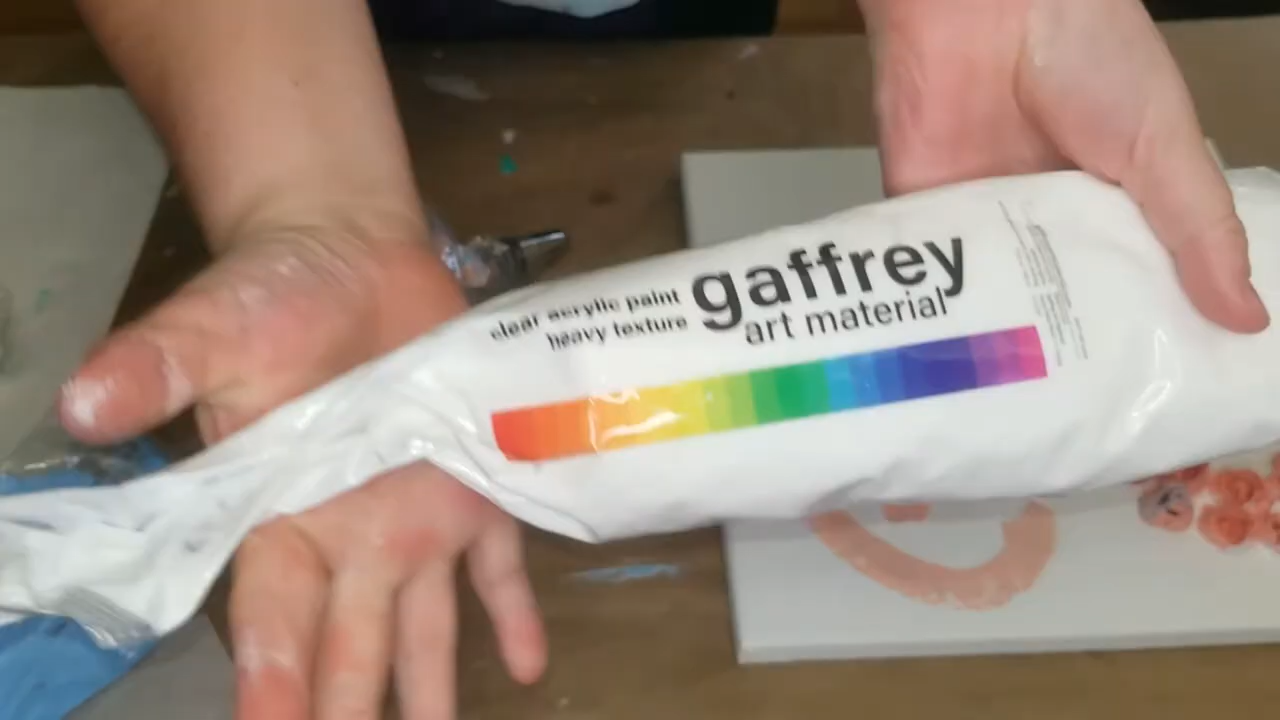 clear acrylic paint
heavy texture
gaffrey
art material